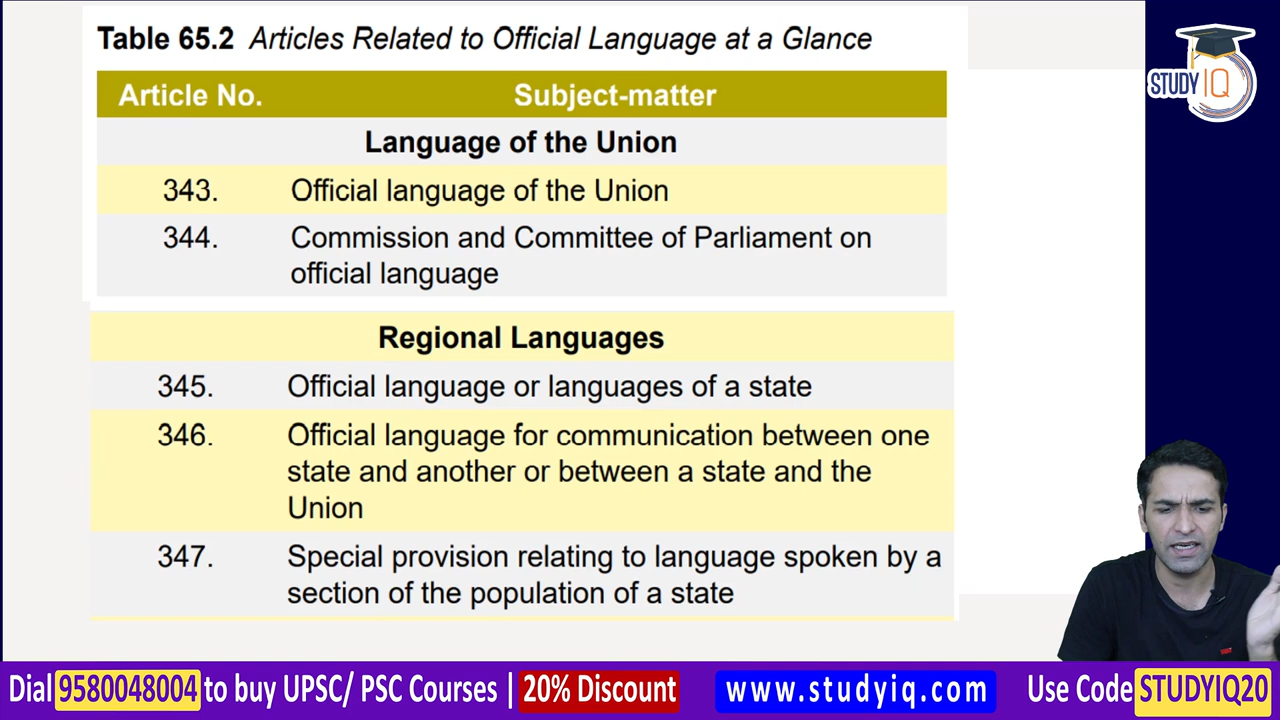 Table 65.2 Articles Related to Official Language at a Glance
STUDY IQ
Article No. Subject-matter
Language of the Union
343. Official language of the Union
344. Commission and Committee of Parliament on
official language
Regional Languages
345. Official language or languages of a state
346. Official language for communication between one
state and another or between a state and the
Union
347. Special provision relating to language spoken by a
section of the population of a state
Dial 9580048004 to buy UPSC/ PSC Courses | 20% Discount www.studyiq.com Use Code STUDYIQ20